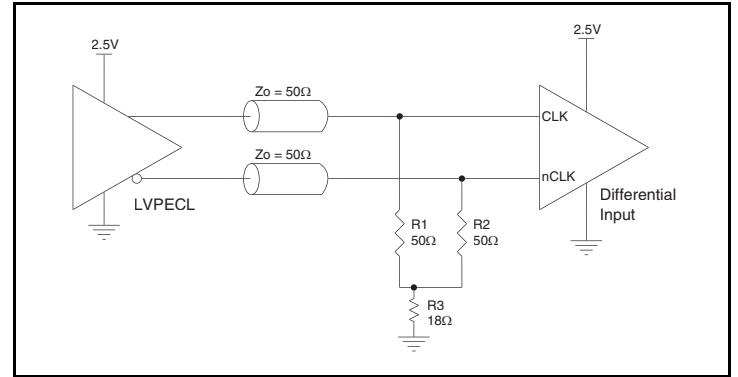 2.5V
2.5V
Zo = 50Ω
CLK
Zo = 50Ω
nCLK
LVPECL
Differential
Input
R1
50Ω
R2
50Ω
R3
18Ω